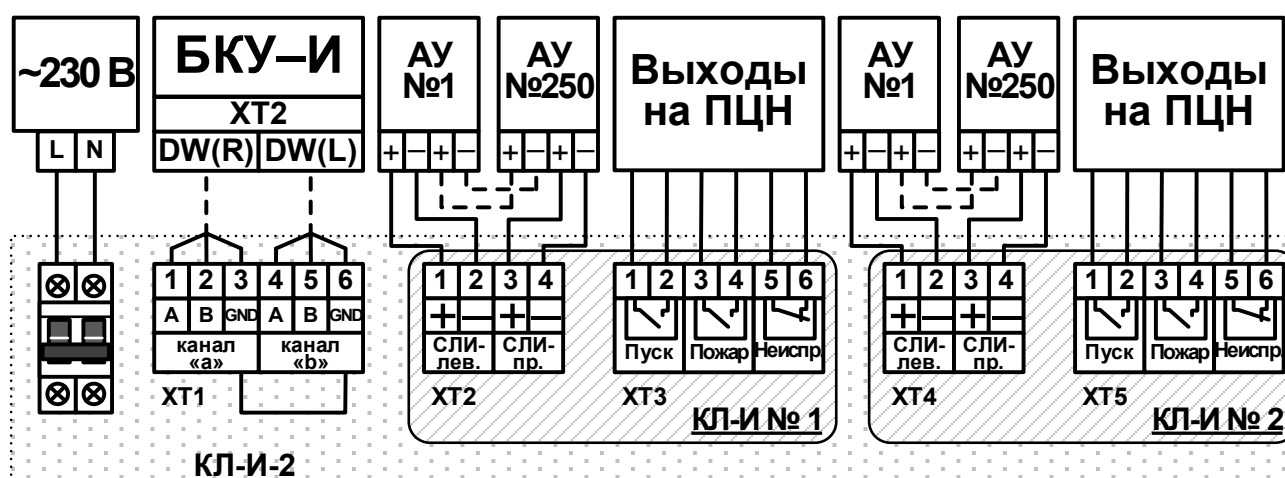 ~230 В
L N
БКУ–И
XT2
DW(R) DW(L)
АУ
№1
+ – + –
АУ
№250
+ – + –
Выходы
на ПЦН
АУ
№1
+ – + –
АУ
№250
+ – + –
Выходы
на ПЦН
1 2 3 4 5 6
A B GND A B GND
канал
«a»
канал
«b»
XT1
КЛ-И-2
1 2 3 4
+ – + –
СЛИ-
лев.
СЛИ-
пр.
XT2
1 2 3 4 5 6
Пуск Пожар Неиспр.
XT3
КЛ-И № 1
1 2 3 4
+ – + –
СЛИ-
лев.
СЛИ-
пр.
XT4
1 2 3 4 5 6
Пуск Пожар Неиспр.
XT5
КЛ-И № 2